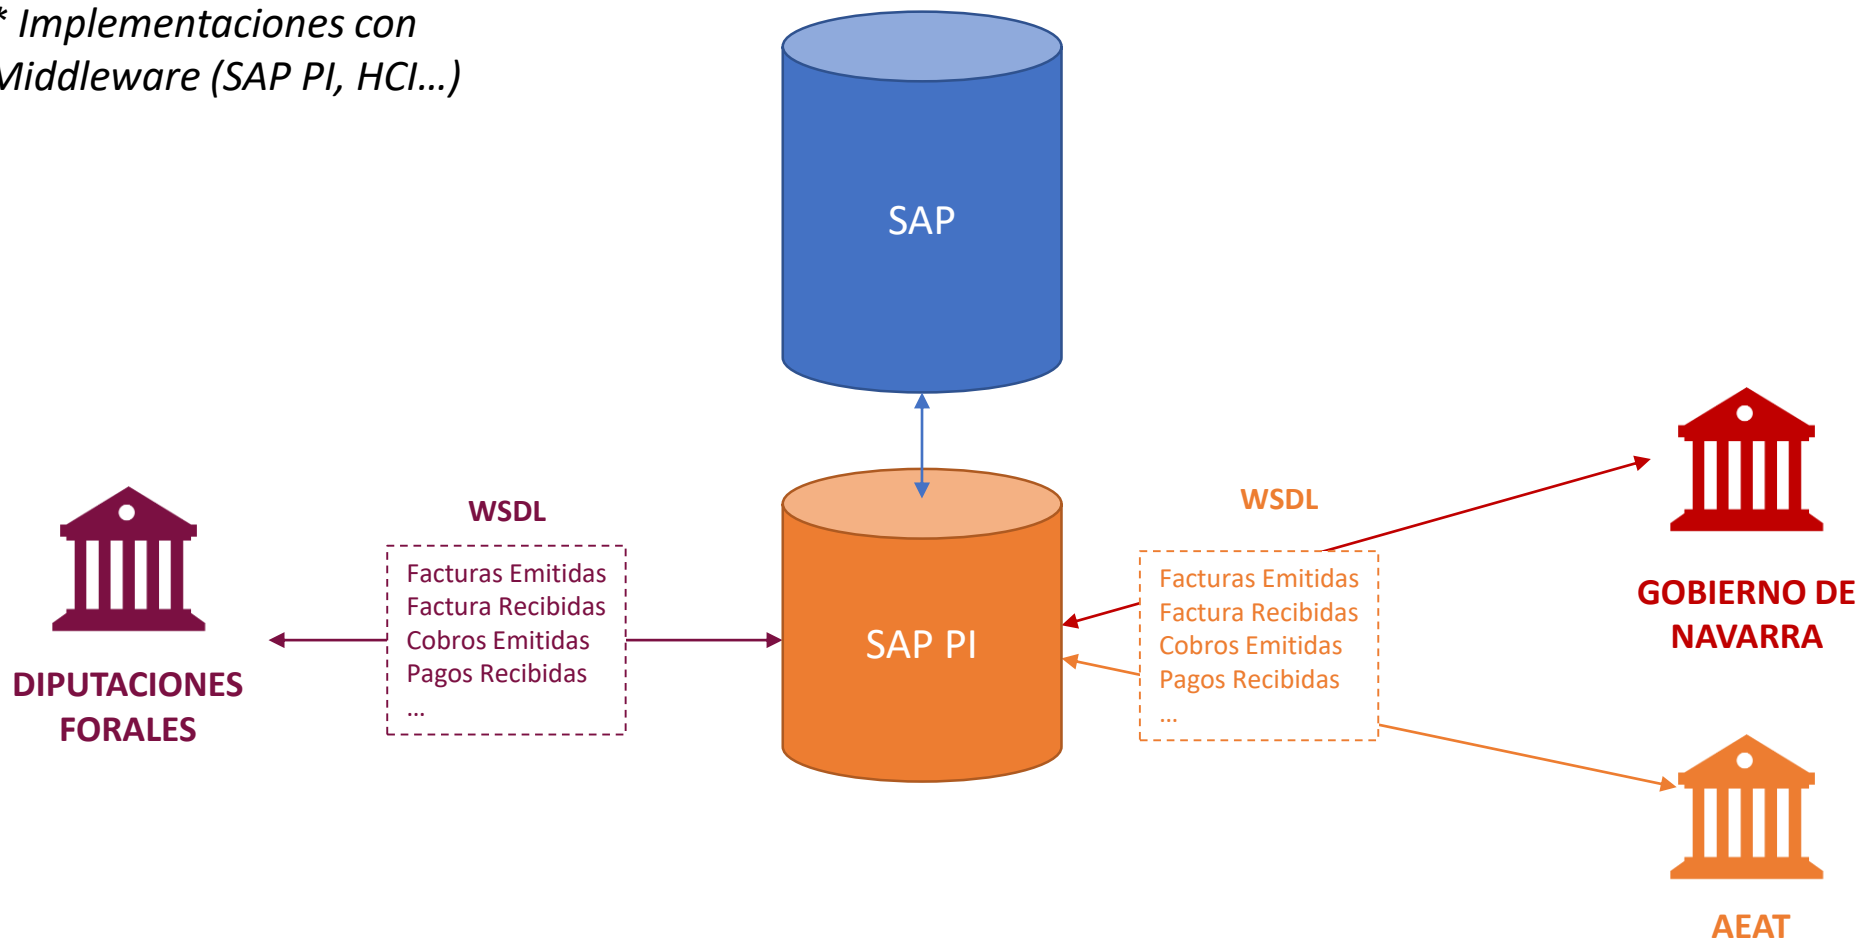 * Implementaciones con
Middleware (SAP PI, HCI…)
SAP
WSDL
Facturas Emitidas
Factura Recibidas
Cobros Emitidas
Pagos Recibidas
...
DIPUTACIONES
FORALES
SAP PI
WSDL
Facturas Emitidas
Factura Recibidas
Cobros Emitidas
Pagos Recibidas
...
GOBIERNO DE
NAVARRA
AEAT